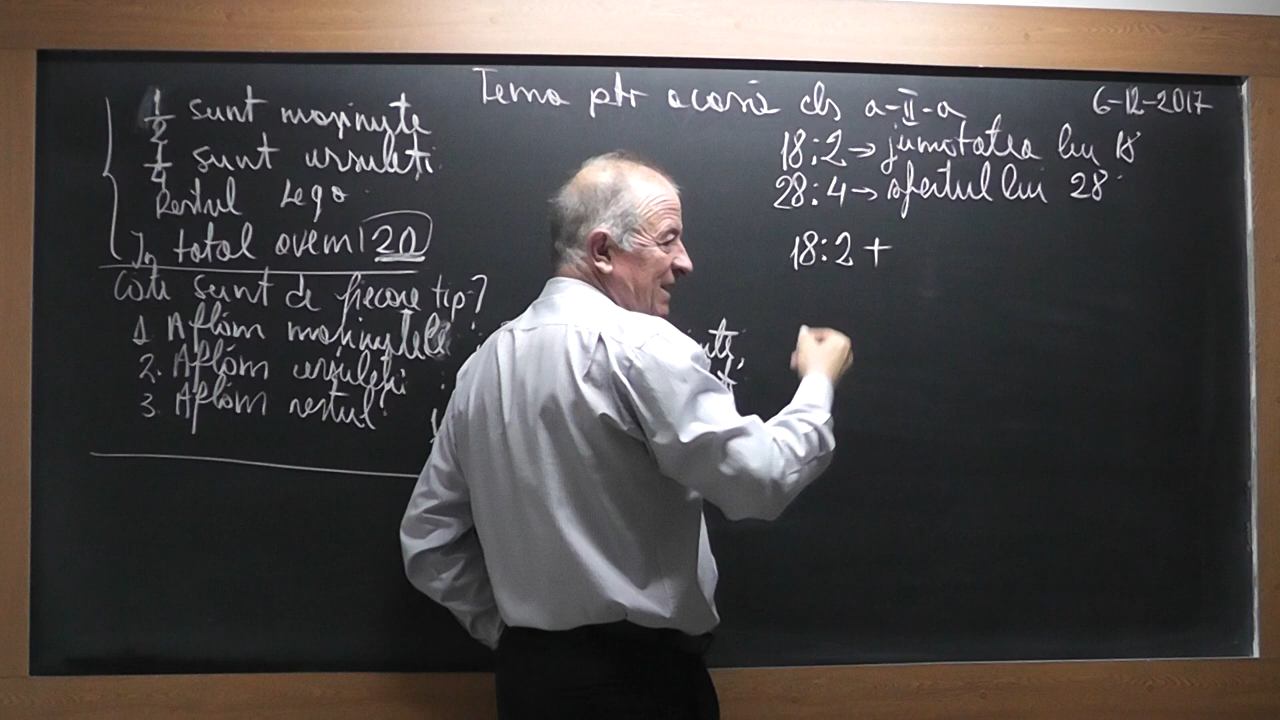 Tema ptr acasă cls a-II-a 6-12-2017
1/2 sunt mașinuțe
1/4 sunt ursuleți.
Restul Lego
În total avem 20
Câte sunt de fiecare tip?
1. Aflăm mașinuțele
2. Aflăm ursuleți:
3. Aflăm restul
18:2→ jumătatea lui 18
28:4→ sfertul lui 28
18:2+